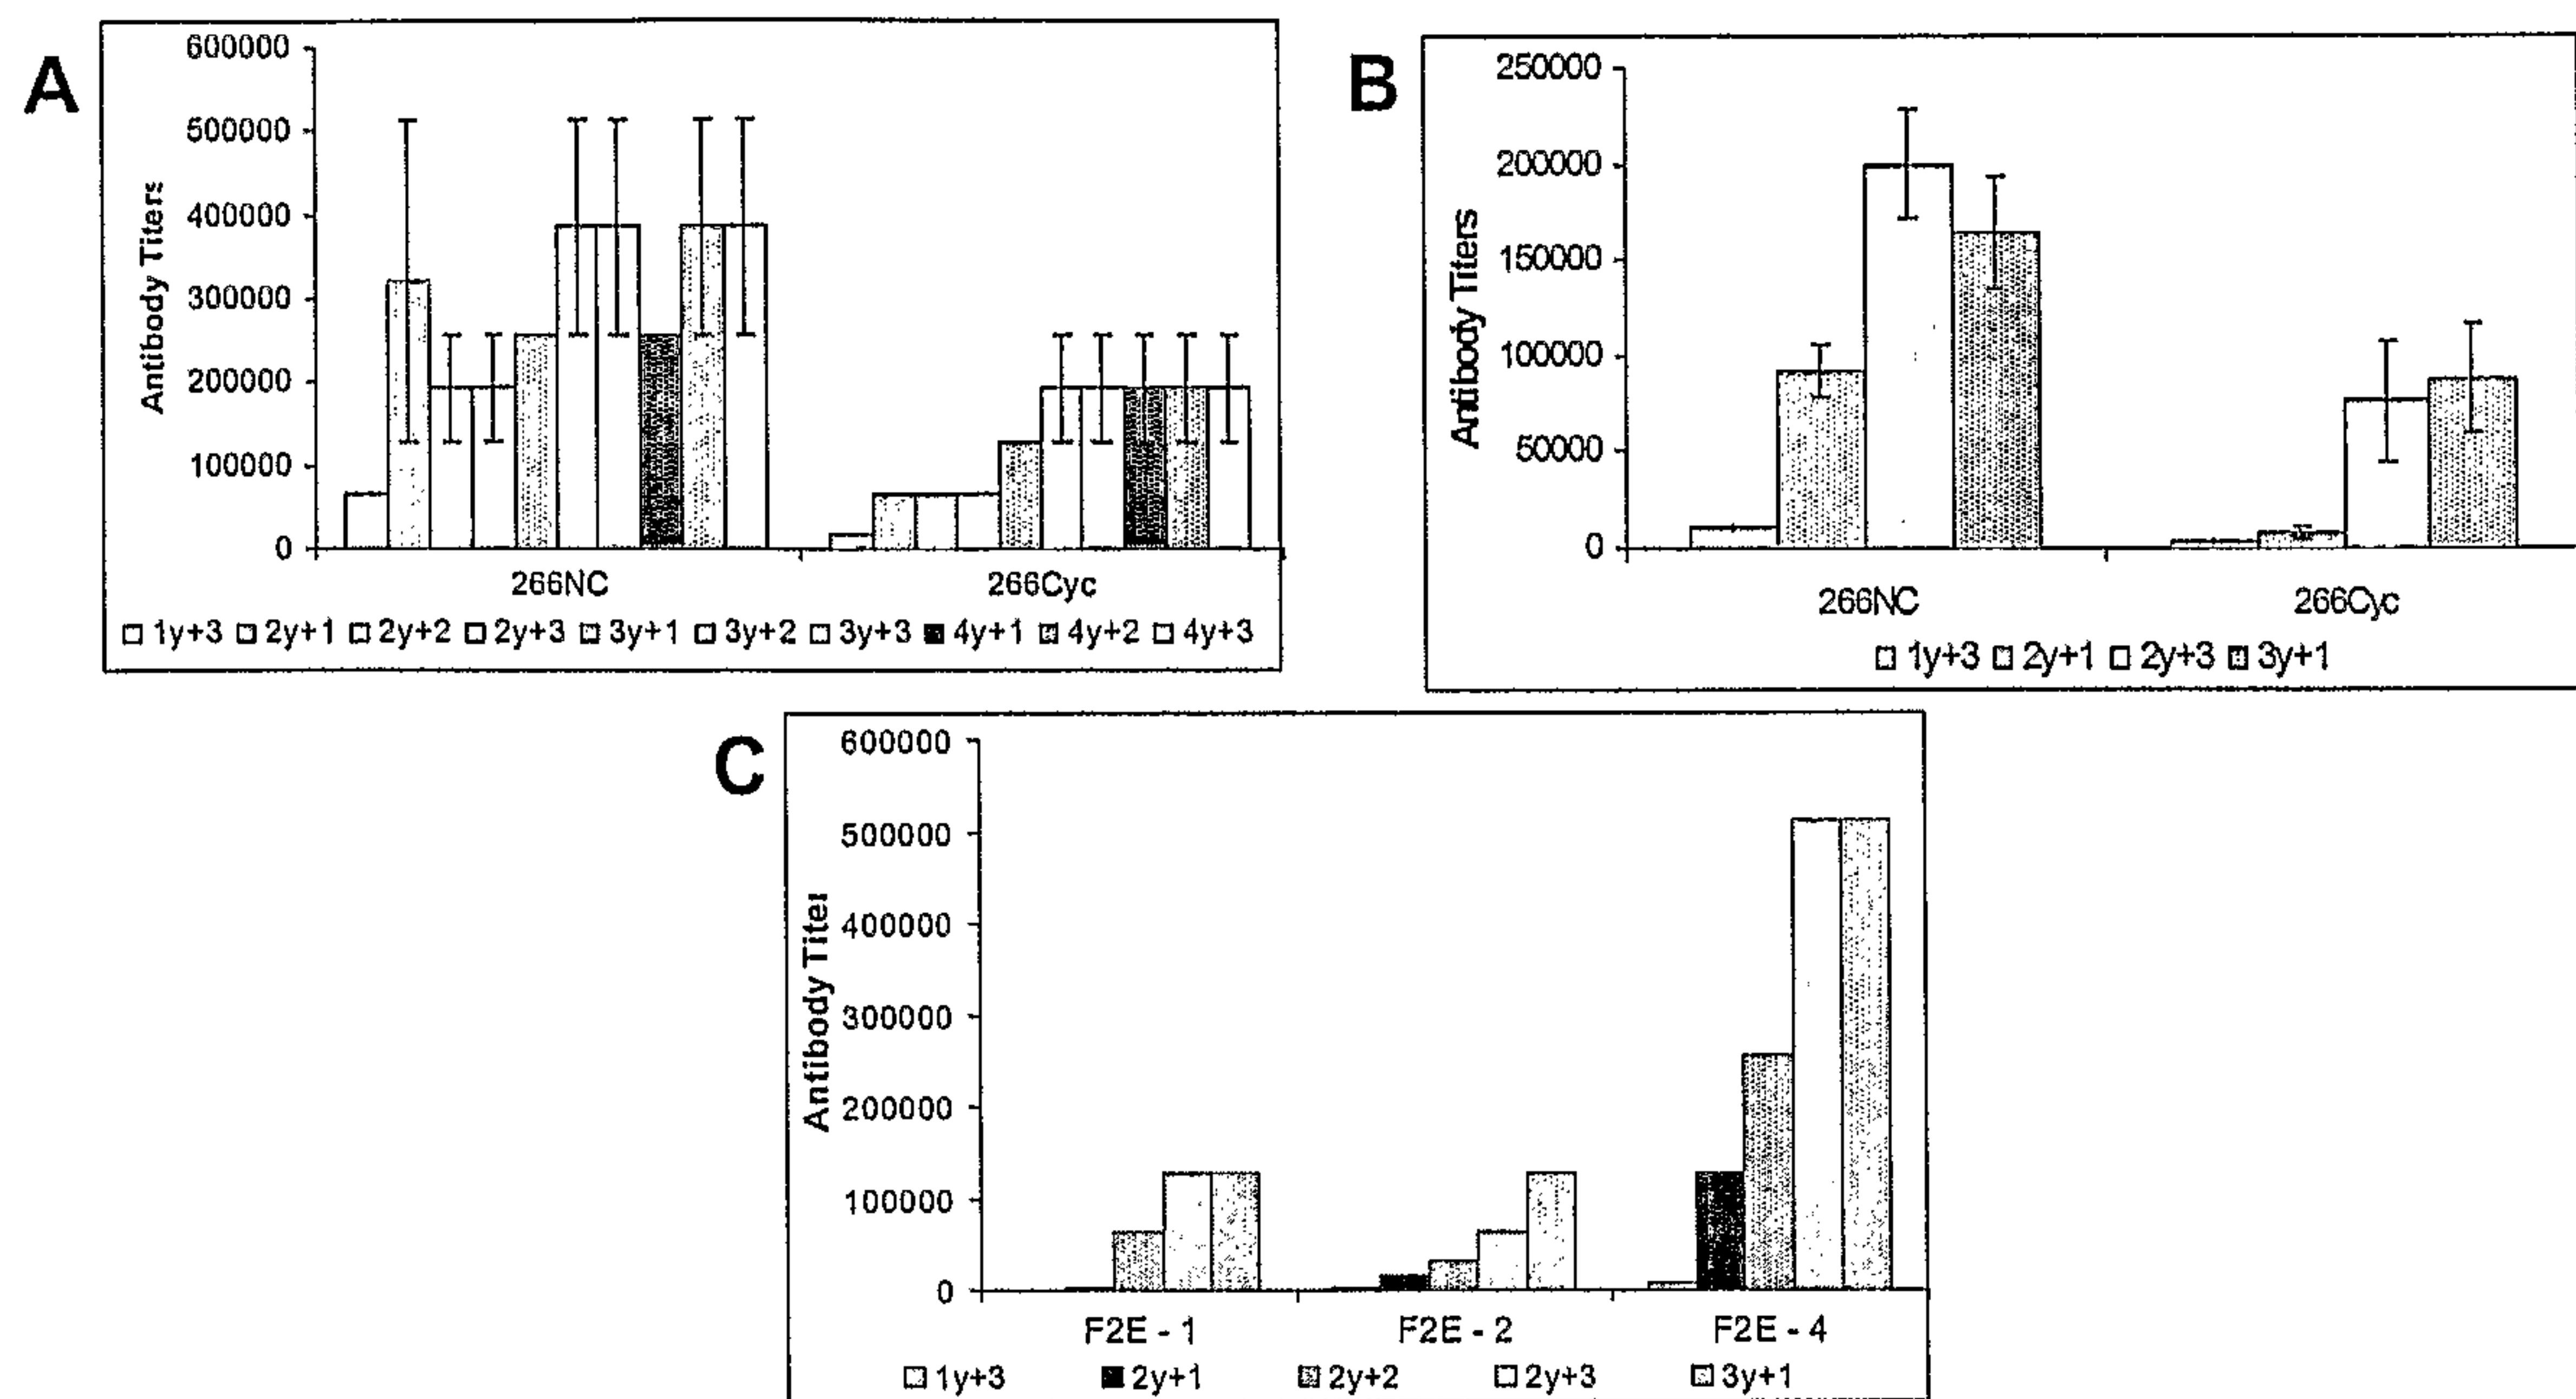 A
600000
500000
400000
300000
200000
100000
0
Antibody Titers
266NC 266Cyc
1y+3 2y+1 2y+2 2y+3 3y+1 3y+2 3y+3 4y+1 4y+2 4y+3
B
250000
200000
150000
100000
50000
0
Antibody Titers
266NC 266Cyc
1y+3 2y+1 2y+3 3y+1
C
600000
500000
400000
300000
200000
100000
0
Antibody Titer
F2E - 1 F2E - 2 F2E - 4
1y+3 2y+1 2y+2 2y+3 3y+1